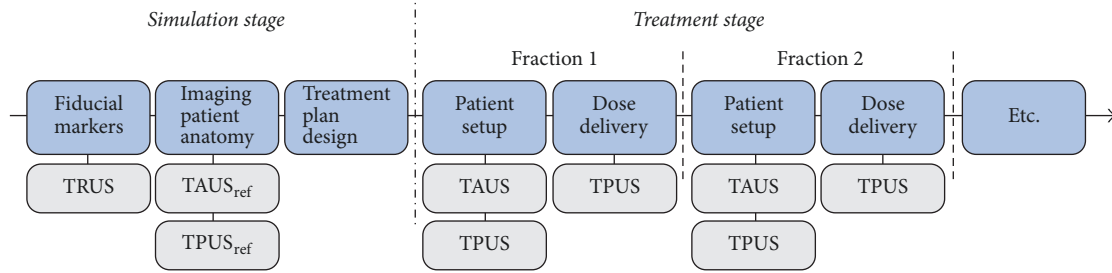 Simulation stage
Treatment stage
Fraction 1
Fraction 2
Fiducial
markers
Imaging
patient
anatomy
Treatment
plan
design
Patient
setup
Dose
delivery
Patient
setup
Dose
delivery
Etc.
TRUS
TAUSref
TAUS
TPUS
TAUS
TPUS
TPUSref
TPUS
TPUS